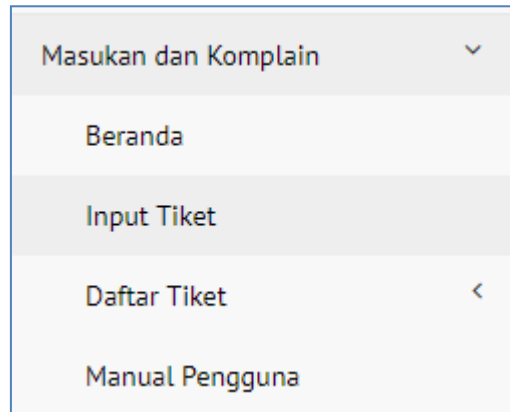 Masukan dan Komplain
Beranda
Input Tiket
Daftar Tiket
Manual Pengguna